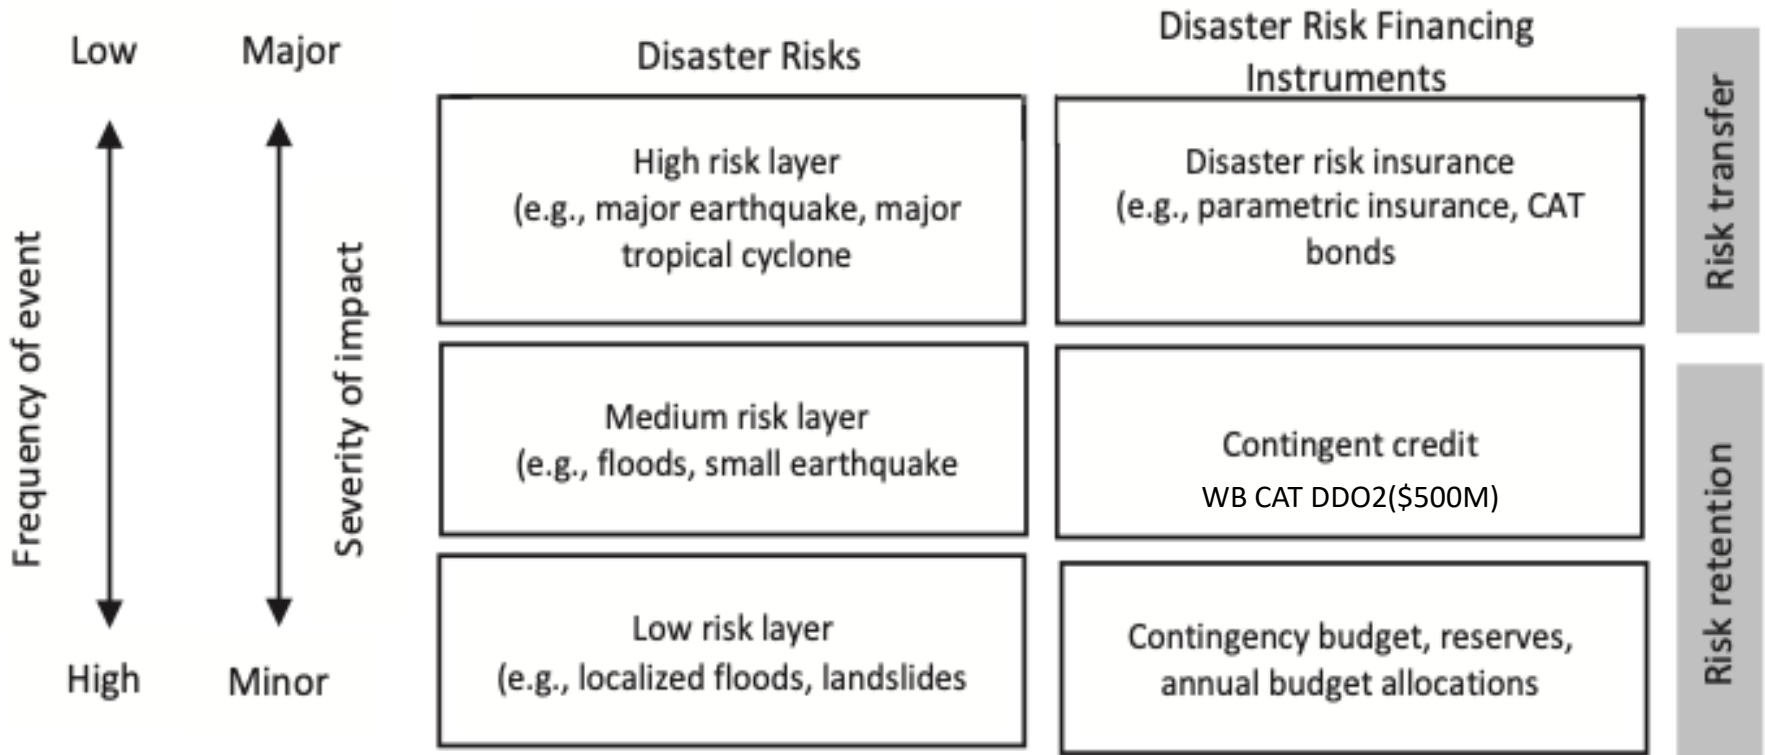 Low
Major
Disaster Risks
Disaster Risk Financing
Instruments
Frequency of event
Severity of impact
High risk layer
(e.g., major earthquake, major
tropical cyclone
Disaster risk insurance
(e.g., parametric insurance, CAT
bonds
Risk transfer
Medium risk layer
(e.g., floods, small earthquake
Contingent credit
WB CAT DDO2($500M)
Low risk layer
(e.g., localized floods, landslides
Contingency budget, reserves,
annual budget allocations
Risk retention
High
Minor